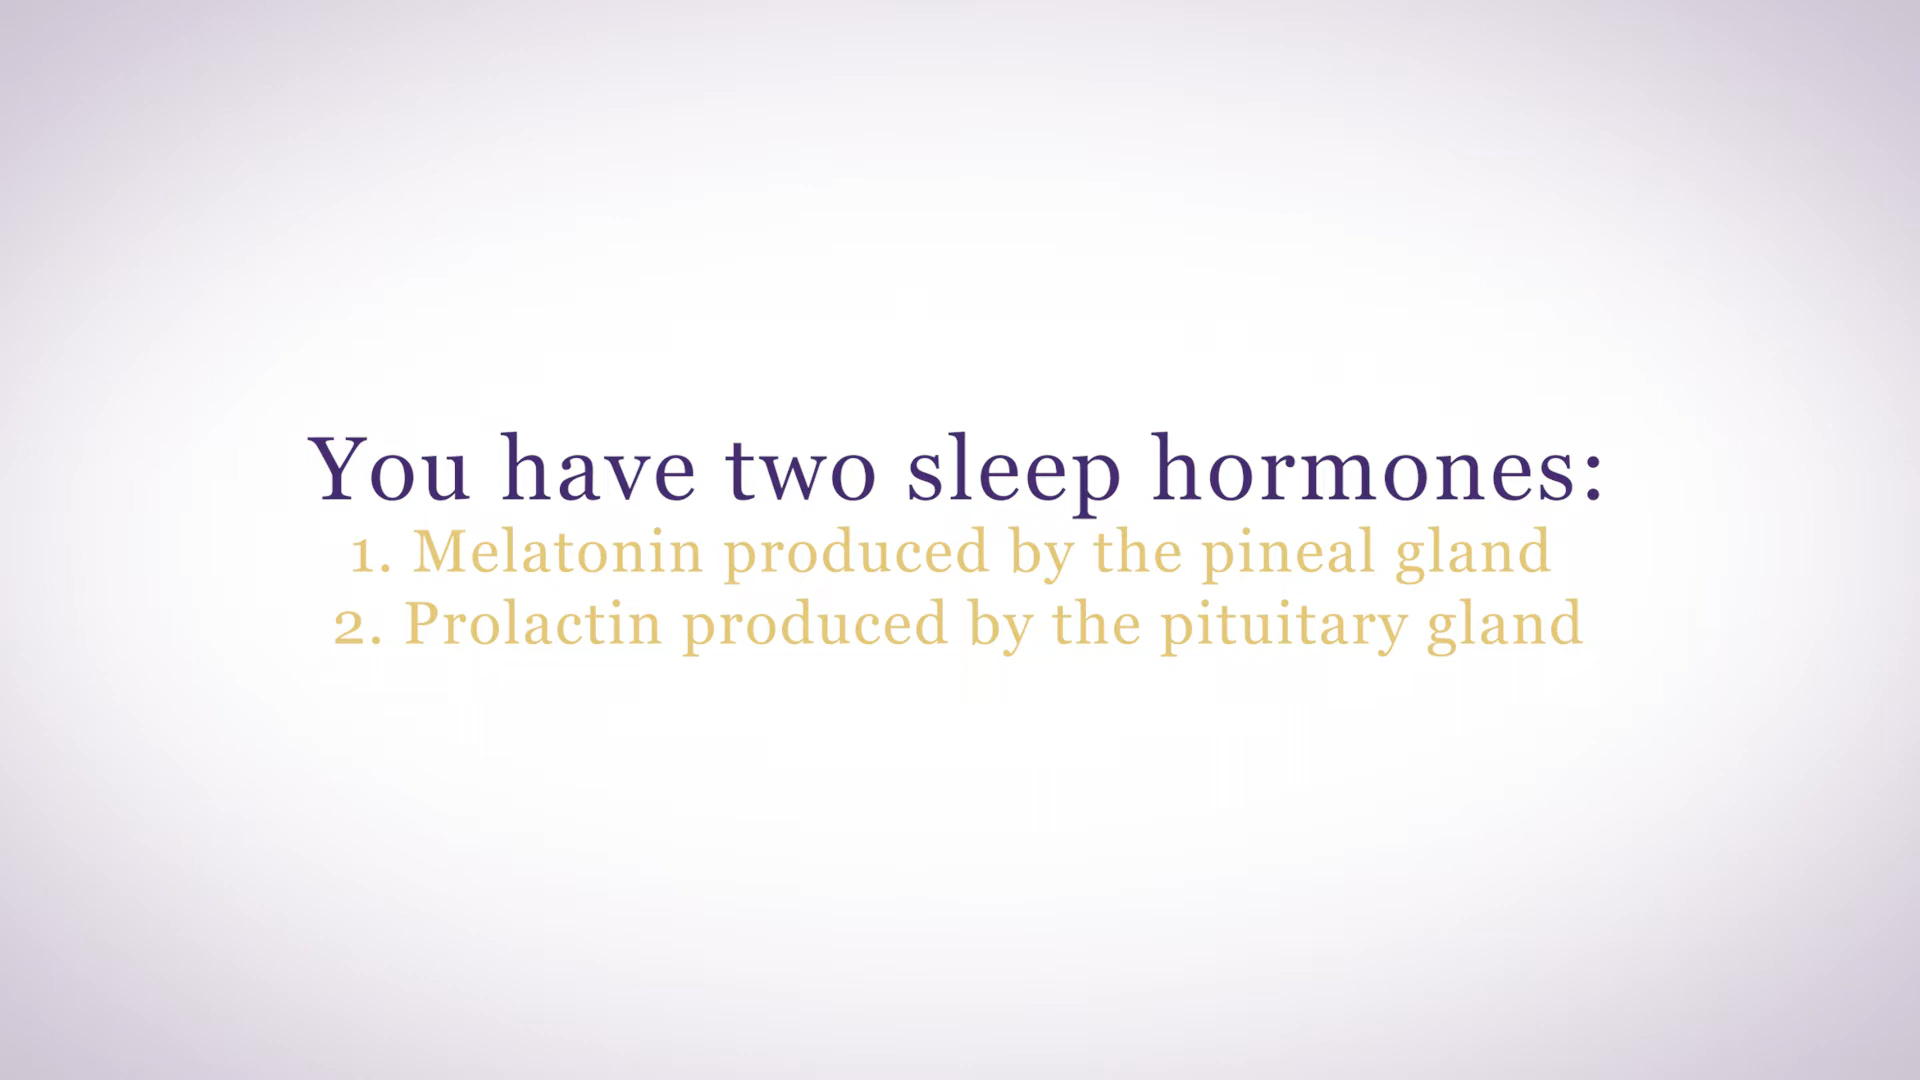 You have two sleep hormones:
1. Melatonin produced by the pineal gland
2. Prolactin produced by the pituitary gland